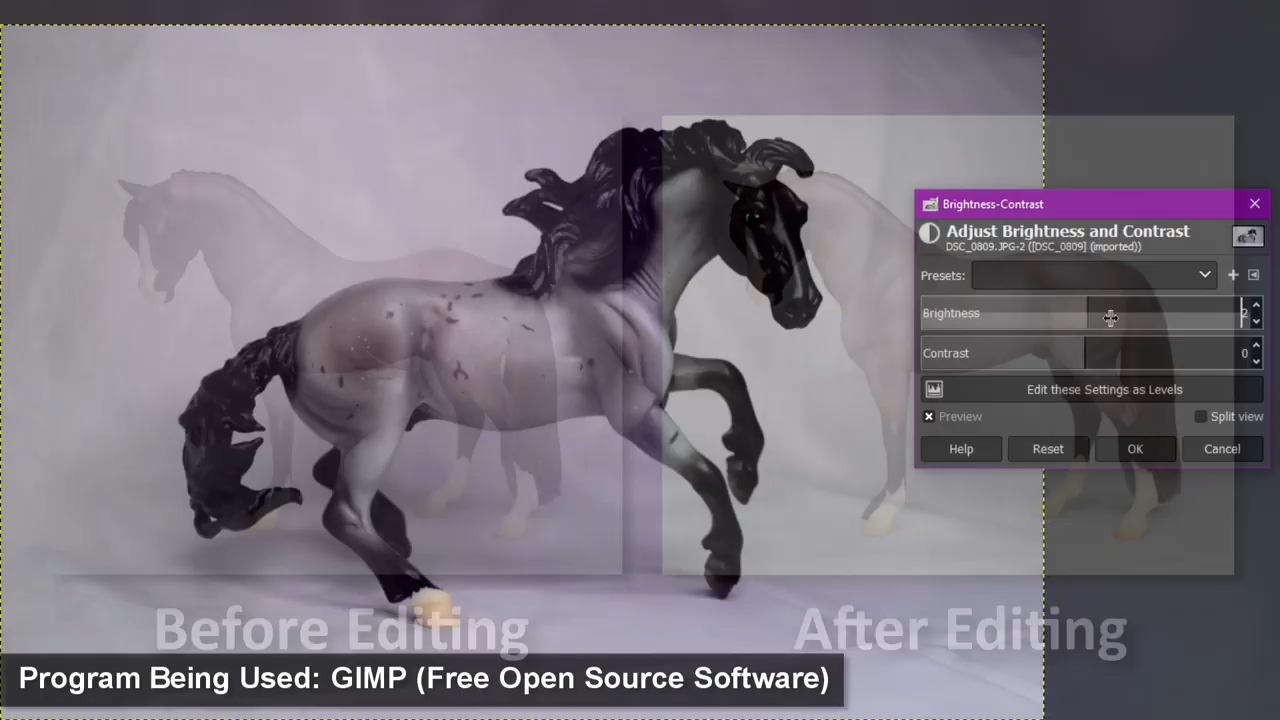 Brightness-Contrast
Adjust Brightness and Contrast
DSC_0809.JPG-2 ([DSC_0809] (imported))
Presets:
Brightness 2
Contrast 0
Edit these Settings as Levels
Preview Split view
Help Reset OK Cancel
Before Editing After Editing
Program Being Used: GIMP (Free Open Source Software)